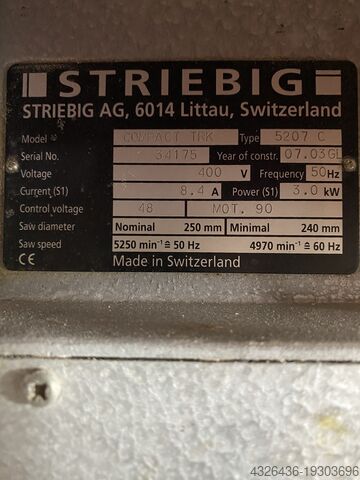 STRIEBIG
STRIEBIG AG, 6014 Littau, Switzerland
Model COMPACT TRK Type 5207 C
Serial No. 34175 Year of constr. 07.03GL
Voltage 400 V Frequency 50Hz
Current (S1) 8.4 A Power (S1) 3.0 kW
Control voltage 48 MOT. 90
Saw diameter Nominal 250 mm Minimal 240 mm
Saw speed 5250 min⁻¹ ≙ 50 Hz 4970 min⁻¹ ≙ 60 Hz
CE Made in Switzerland
4326436-19303696